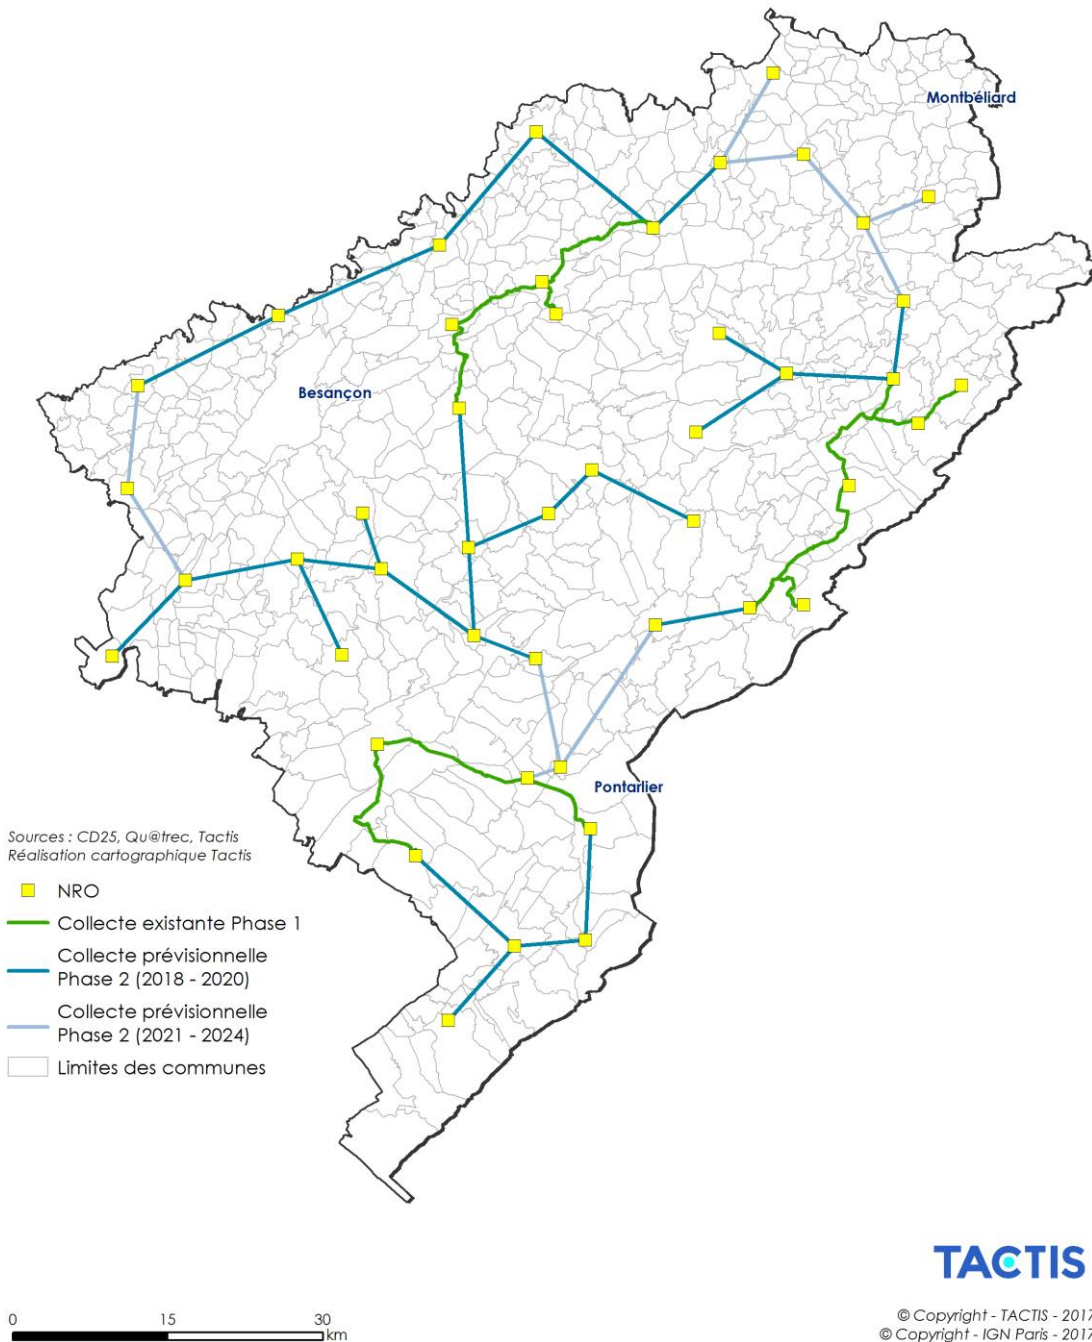 Montbéliard
Besançon
Pontarlier
Sources : CD25, Qu@trec, Tactis
Réalisation cartographique Tactis
NRO
Collecte existante Phase 1
Collecte prévisionnelle
Phase 2 (2018 - 2020)
Collecte prévisionnelle
Phase 2 (2021 - 2024)
Limites des communes
TACTIS
0 15 30
km
© Copyright - TACTIS - 2017
© Copyright - IGN Paris - 2017